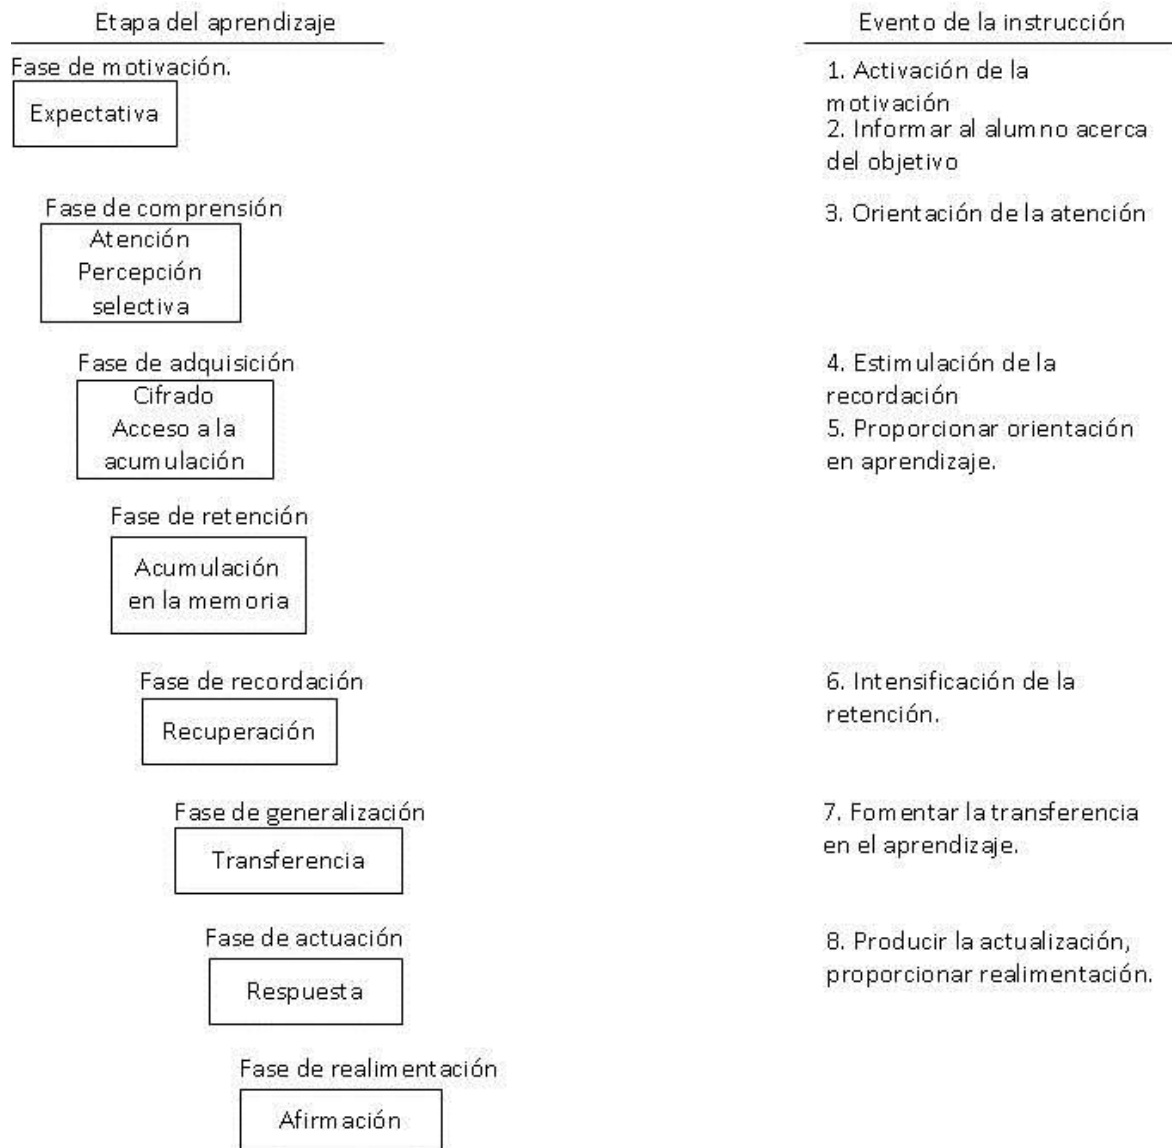 Etapa del aprendizaje
Evento de la instrucción
Fase de motivación.
Expectativa
1. Activación de la
motivación
2. Informar al alumno acerca
del objetivo
Fase de comprensión
Atención
Percepción
selectiva
3. Orientación de la atención
Fase de adquisición
Cifrado
Acceso a la
acumulación
4. Estimulación de la
recordación
5. Proporcionar orientación
en aprendizaje.
Fase de retención
Acumulación
en la memoria
Fase de recordación
Recuperación
6. Intensificación de la
retención.
Fase de generalización
Transferencia
7. Fomentar la transferencia
en el aprendizaje.
Fase de actuación
Respuesta
8. Producir la actualización,
proporcionar realimentación.
Fase de realimentación
Afirmación